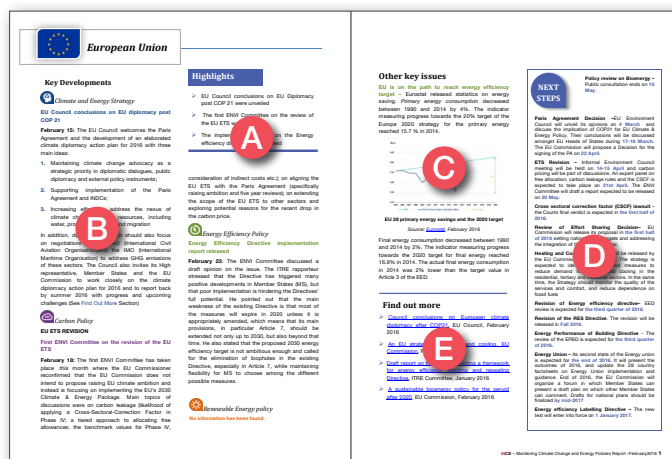 European Union
Key Developments
Climate and Energy Strategy
EU Council conclusions on EU diplomacy
post COP 21
February 15: The EU Council welcomes the Paris
Agreement and the development of an elaborated
climate diplomacy action plan for 2016 with three
main ideas:
1. Maintaining climate change advocacy as a
strategic priority in diplomatic dialogues, public
diplomacy and external policy instruments;
2. Supporting implementation of the Paris
Agreement and INDCs;
3. Increasing address the nexus of
climate resources, including
water, and migration
In addition, should also focus
on negotiations (International Civil
Aviation Organi the IMO (International
Maritime Organisation) to address GHG emissions
of these sectors. The Council also invites its High
representative, Member States and the EU
Commission to work closely on the climate
diplomacy action plan for 2016 and to report back
by summer 2016 with progress and upcoming
challenges (See Find Out More Section)
Carbon Policy
EU ETS REVISION
First ENVI Committee on the revision of the EU
ETS
February 18: The first ENVI Committee has taken
place this month where the EU Commissioner
reconfirmed that the EU Commission does not
intend to propose raising EU climate ambition and
instead is focusing on implementing the EU's 2030
Climate & Energy Package. Main topics of
discussions were on carbon leakage (likelihood of
applying a Cross-Sectoral-Correction Factor in
Phase IV; a tiered approach to allocating free
allowances; the benchmark values for Phase IV,
Highlights
➢ EU Council conclusions on EU Diplomacy
post COP 21 were unveiled
➢ The first ENVI Committee on the review of
the EU ETS
➢ The implem on the Energy
efficiency di
A
B
consideration of indirect costs etc.); on aligning the
EU ETS with the Paris Agreement (specifically
raising ambition and five year reviews); on extending
the scope of the EU ETS to other sectors and
exploring potential reasons for the recent drop in
the carbon price.
Energy Efficiency Policy
Energy Efficiency Directive implementation
report released
February 23: The ENVI Committee discussed a
draft opinion on the issue. The ITRE rapporteur
stressed that the Directive has triggered many
positive developments in Member States (MS), but
that poor implementation is hindering the Directives'
full potential. He pointed out that the main
weakness of the existing Directive is that most of
the measures will expire in 2020 unless it is
appropriately amended, which means that its main
provisions, in particular Article 7, should be
extended not only up to 2030, but also beyond that
time. He also stated that the proposed 2030 energy
efficiency target is not ambitious enough and called
for the elimination of loopholes in the existing
Directive, especially in Article 7, while maintaining
flexibility for MS to choose among the different
possible measures.
Renewable Energy policy
No information has been found.
Other key issues
EU is on the path to reach energy efficiency
target – Eurostat released statistics on energy
saving. Primary energy consumption decreased
between 1990 and 2014 by 4%. The indicator
measuring progress towards the 20% target of the
Europe 2020 strategy for the primary energy
reached 15.7 % in 2014.
C
EU 28 primary energy savings and the 2020 target
Source: Eurostat, February 2016
Final energy consumption decreased between 1990
and 2014 by 2%. The indicator measuring progress
towards the 2020 target for final energy reached
16.9% in 2014. The actual final energy consumption
in 2014 was 2% lower than the target value in
Article 3 of the EED.
Find out more
➢ Council conclusions on European climate
diplomacy after COP21, EU Council, February
2016
➢ An EU strat and cooling, EU
Commission, F
➢ Draft report on a framework
for energy effic and repealing
Directive, ITRE Committee, January 2016
➢ A sustainable bioenergy policy for the period
after 2020, EU Commission, February 2016
E
NEXT
STEPS
Policy review on Bioenergy –
Public consultation ends on 15
May.
Paris Agreement Decision –EU Environment
Council will unveil its opinions on 4 March and
discuss the implication of COP21 for EU Climate &
Energy Policy. Their conclusions will be discussed
amongst EU Heads of States during 17-18 March.
The EU Commission will propose a Decision for the
signing of the PA on 22 April.
ETS Revision – Informal Environment Council
meeting will be held on 14-15 April and carbon
pricing will be part of discussions. An expert panel on
free allocation, carbon leakage rules and the CSCF is
expected to take place on 21st April. The ENVI
Committee will draft a report expected to be released
on 20 May.
Cross sectoral correction factor (CSCF) lawsuit -
the Courts final verdict is expected in the first half of
2016.
Review of Effort Sharing Decision– EU
Commission will release its proposal in the first half
of 2016 setting nation targets and addressing
the integration of
Heating and Co be released by
the EU Comm The strategy is
expected to ide and measures to
reduce demand cooling in the
residential, tertiary sectors. In the same
time, the Strategy should monitor the quality of the
services and comfort, and reduce dependence on
fossil fuels
Revision of Energy efficiency directive– EED
review is expected for the third quarter of 2016.
Revision of the RES Directive. The revision will be
released in Fall 2016.
Energy Performance of Building Directive - The
review of the EPBD is expected for the third quarter
of 2016.
Energy Union – its second state of the Energy union
is expected for the end of 2016. It will present the
outcomes of 2016, and update the 28 country
factsheets on Energy Union implementation and
guidance. End of 2016, the EU Commission will
organize a forum in which Member States can
present a draft plan on which other Member States
can comment. Drafts for national plans should be
finalized by mid-2017
Energy efficiency Labelling Directive – The new
text will enter into force on 1 January 2017.
D
– Monitoring Climate Change and Energy Policies Report –February2016